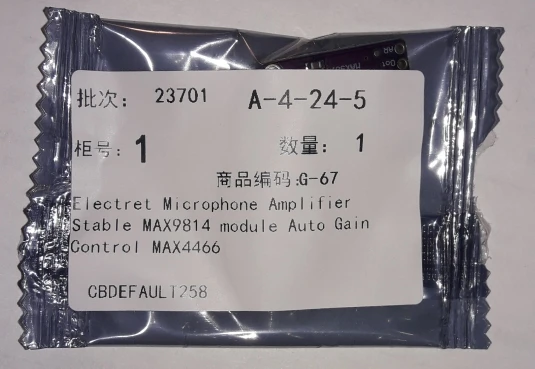 批次: 23701 A-4-24-5
柜号: 1 数量: 1
商品编码:G-67
Electret Microphone Amplifier
Stable MAX9814 module Auto Gain
Control MAX4466
CBDEFAULT258